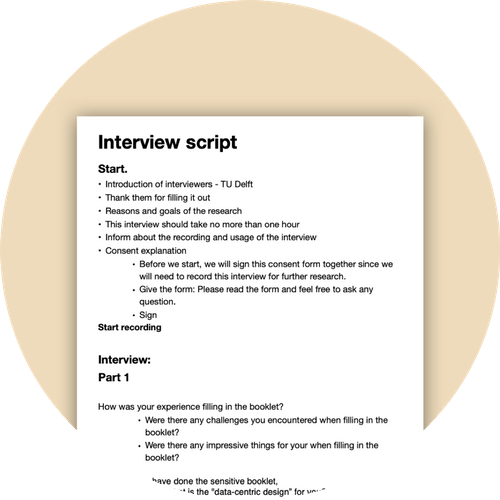 Interview script
Start.
• Introduction of interviewers - TU Delft
• Thank them for filling it out
• Reasons and goals of the research
• This interview should take no more than one hour
• Inform about the recording and usage of the interview
• Consent explanation
• Before we start, we will sign this consent form together since we
will need to record this interview for further research.
• Give the form: Please read the form and feel free to ask any
question.
• Sign
Start recording
Interview:
Part 1
How was your experience filling in the booklet?
• Were there any challenges you encountered when filling in the
booklet?
• Were there any impressive things for your when filling in the
booklet?
have done the sensitive booklet,
is the "data-centric design" for you?